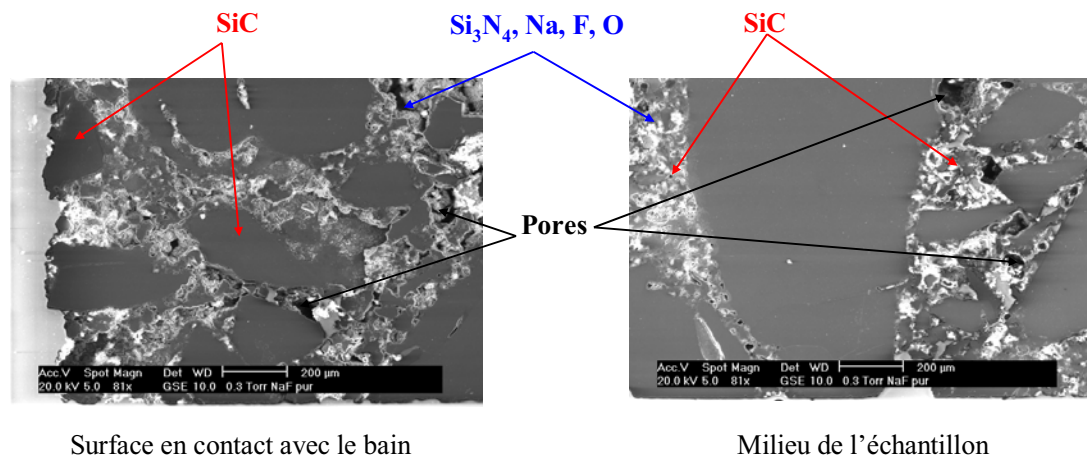 SiC
Si₃N₄, Na, F, O
SiC
Pores
Acc.V Spot Magn Det WD 200 µm
20.0 kV 5.0 81x GSE 10.0 0.3 Torr NaF pur
Acc.V Spot Magn Det WD 200 µm
20.0 kV 5.0 81x GSE 10.0 0.3 Torr NaF pur
Surface en contact avec le bain
Milieu de l’échantillon